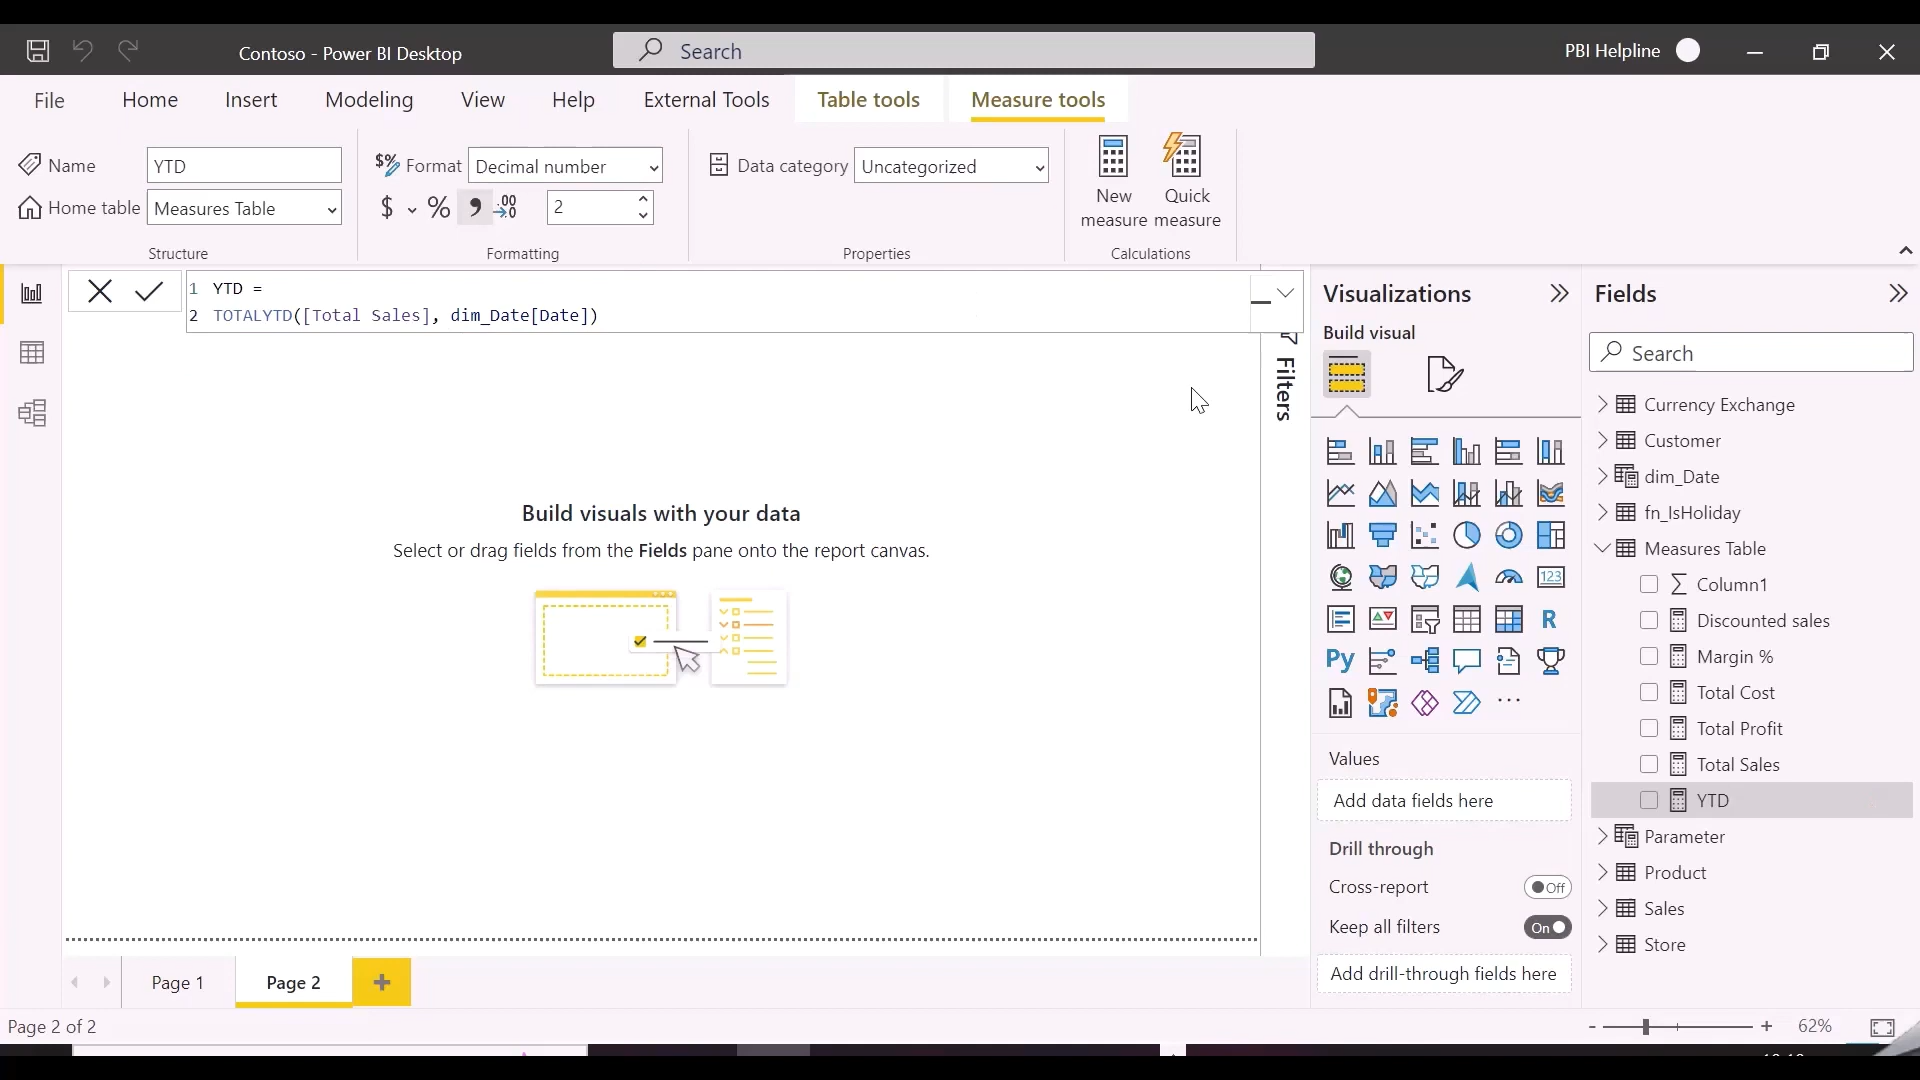 Contoso - Power BI Desktop
Search
PBI Helpline
File
Home
Insert
Modeling
View
Help
External Tools
Table tools
Measure tools
Name
YTD
Home table
Measures Table
Structure
$%
Format
Decimal number
$
%
,
.00
2
Formatting
Data category
Uncategorized
Properties
New measure
Quick measure
Calculations
1 YTD =
2 TOTALYTD([Total Sales], dim_Date[Date])
Filters
Build visuals with your data
Select or drag fields from the Fields pane onto the report canvas.
Visualizations
Build visual
123
R
Py
...
Values
Add data fields here
Drill through
Cross-report
Off
Keep all filters
On
Add drill-through fields here
Fields
Search
Currency Exchange
Customer
dim_Date
fn_IsHoliday
Measures Table
Column1
Discounted sales
Margin %
Total Cost
Total Profit
Total Sales
YTD
Parameter
Product
Sales
Store
Page 1
Page 2
+
Page 2 of 2
-
+
62%